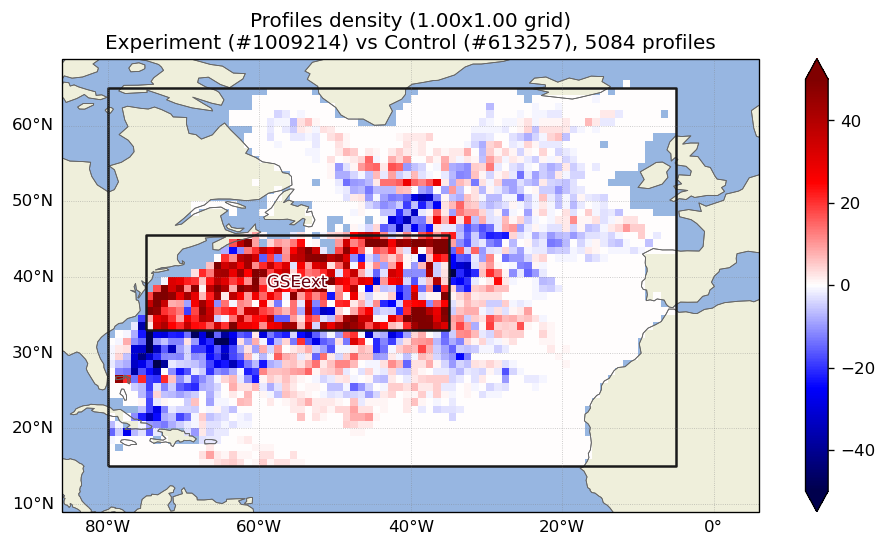 Profiles density (1.00x1.00 grid)
Experiment (#1009214) vs Control (#613257), 5084 profiles
60°N
50°N
40°N
30°N
20°N
10°N
GSEext
80°W
60°W
40°W
20°W
0°
40
20
0
−20
−40